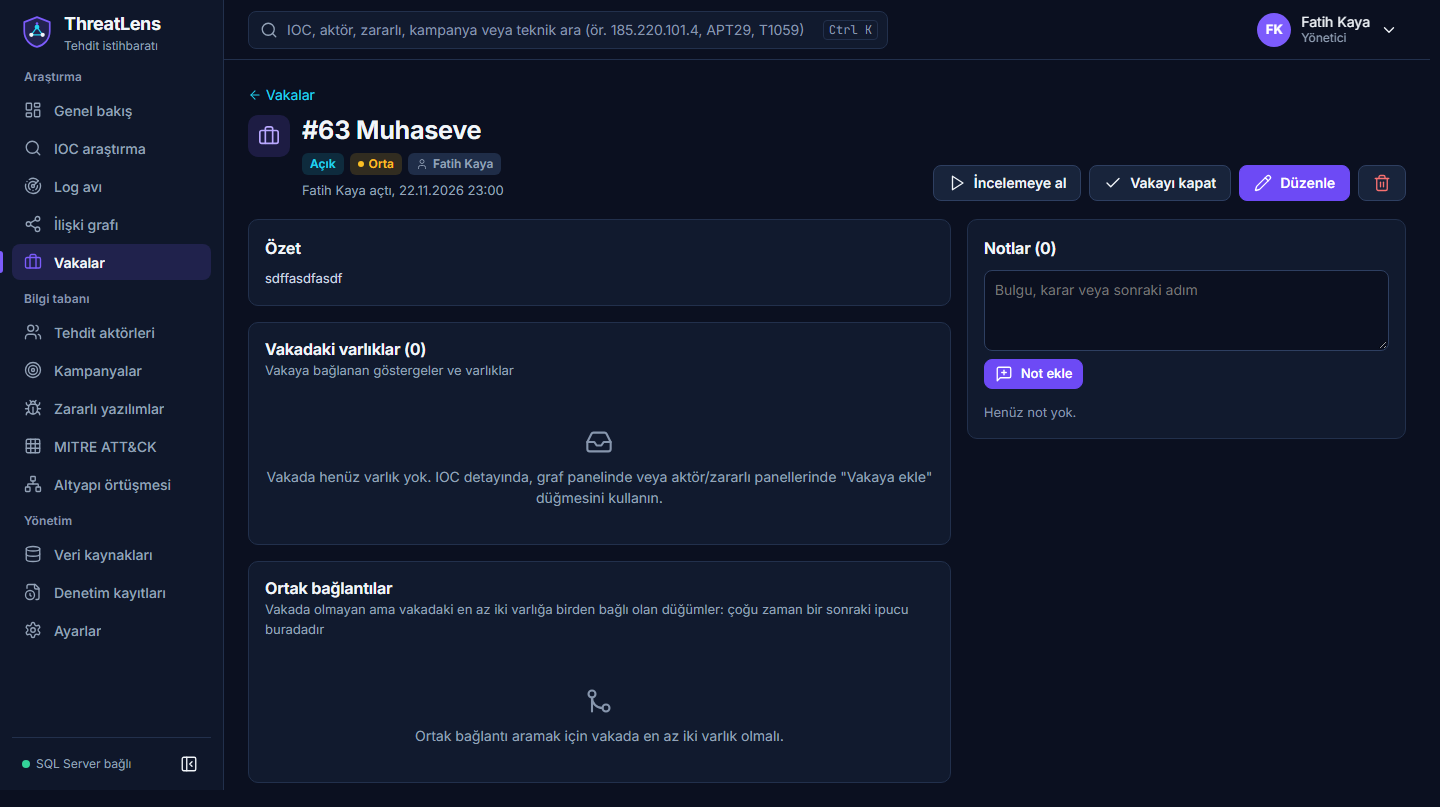 ThreatLens
Tehdit istihbaratı
Araştırma
Genel bakış
IOC araştırma
Log avı
İlişki grafı
Vakalar
Bilgi tabanı
Tehdit aktörleri
Kampanyalar
Zararlı yazılımlar
MITRE ATT&CK
Altyapı örtüşmesi
Yönetim
Veri kaynakları
Denetim kayıtları
Ayarlar
SQL Server bağlı
IOC, aktör, zararlı, kampanya veya teknik ara (ör. 185.220.101.4, APT29, T1059)
Ctrl K
FK
Fatih Kaya
Yönetici
← Vakalar
#63 Muhaseve
Açık
Orta
Fatih Kaya
Fatih Kaya açtı, 22.11.2026 23:00
İncelemeye al
Vakayı kapat
Düzenle
Özet
sdffasdfasdf
Vakadaki varlıklar (0)
Vakaya bağlanan göstergeler ve varlıklar
Vakada henüz varlık yok. IOC detayında, graf panelinde veya aktör/zararlı panellerinde "Vakaya ekle"
düğmesini kullanın.
Ortak bağlantılar
Vakada olmayan ama vakadaki en az iki varlığa birden bağlı olan düğümler: çoğu zaman bir sonraki ipucu
buradadır
Ortak bağlantı aramak için vakada en az iki varlık olmalı.
Notlar (0)
Bulgu, karar veya sonraki adım
Not ekle
Henüz not yok.